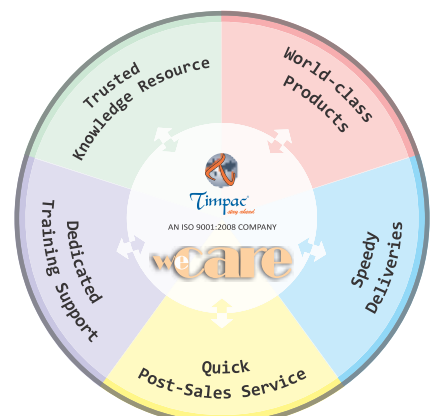 Trusted
Knowledge Resource
World-class
Products
Timpac
stay ahead
AN ISO 9001:2008 COMPANY
we care
Dedicated
Training Support
Speedy
Deliveries
Quick
Post-Sales Service